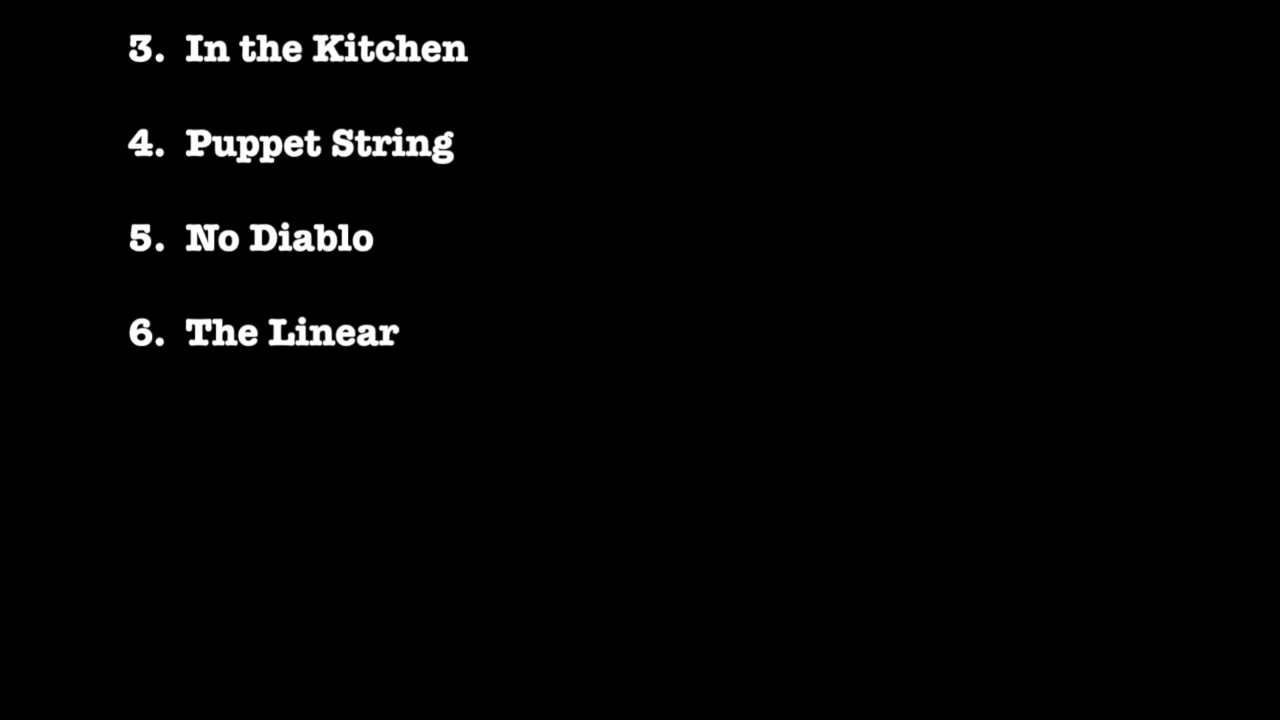 3. In the Kitchen
4. Puppet String
5. No Diablo
6. The Linear